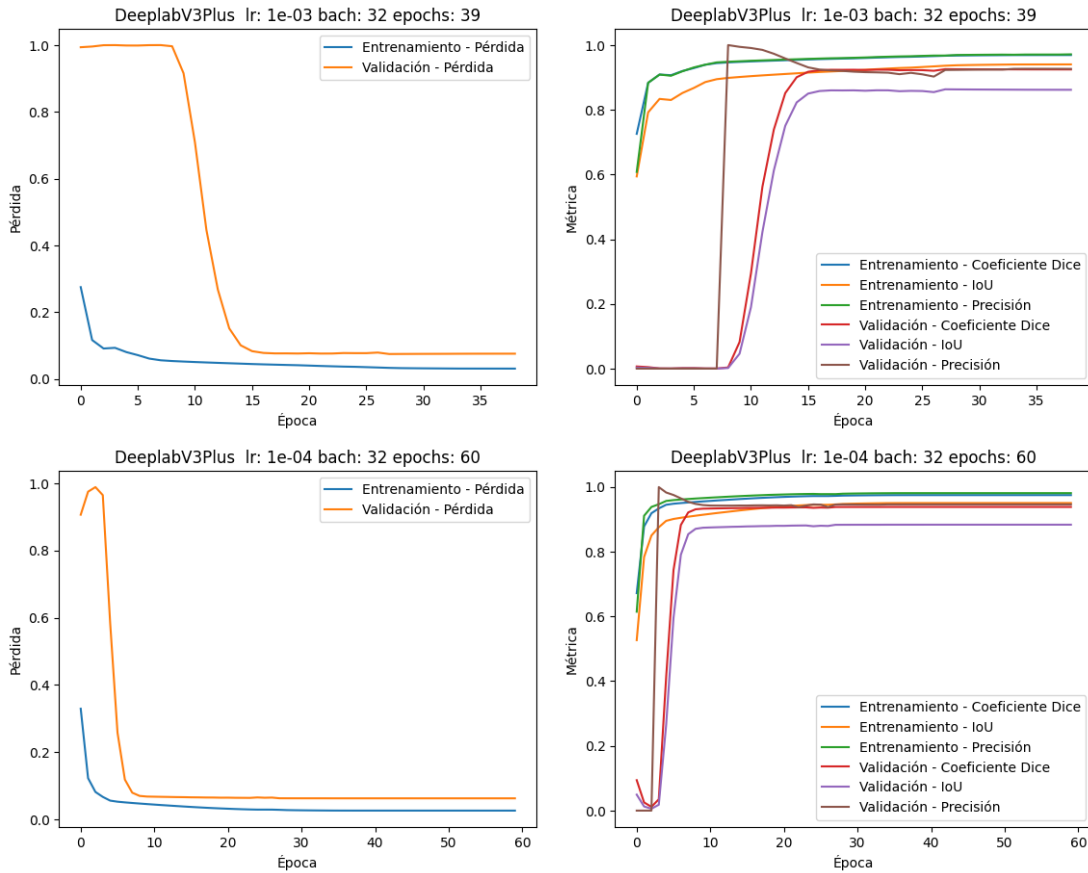 DeeplabV3Plus lr: 1e-03 bach: 32 epochs: 39
1.0
0.8
0.6
0.4
0.2
0.0
Pérdida
Entrenamiento - Pérdida
Validación - Pérdida
0 5 10 15 20 25 30 35
Época
DeeplabV3Plus lr: 1e-03 bach: 32 epochs: 39
1.0
0.8
0.6
0.4
0.2
0.0
Métrica
Entrenamiento - Coeficiente Dice
Entrenamiento - IoU
Entrenamiento - Precisión
Validación - Coeficiente Dice
Validación - IoU
Validación - Precisión
0 5 10 15 20 25 30 35
Época
DeeplabV3Plus lr: 1e-04 bach: 32 epochs: 60
1.0
0.8
0.6
0.4
0.2
0.0
Pérdida
Entrenamiento - Pérdida
Validación - Pérdida
0 10 20 30 40 50 60
Época
DeeplabV3Plus lr: 1e-04 bach: 32 epochs: 60
1.0
0.8
0.6
0.4
0.2
0.0
Métrica
Entrenamiento - Coeficiente Dice
Entrenamiento - IoU
Entrenamiento - Precisión
Validación - Coeficiente Dice
Validación - IoU
Validación - Precisión
0 10 20 30 40 50 60
Época